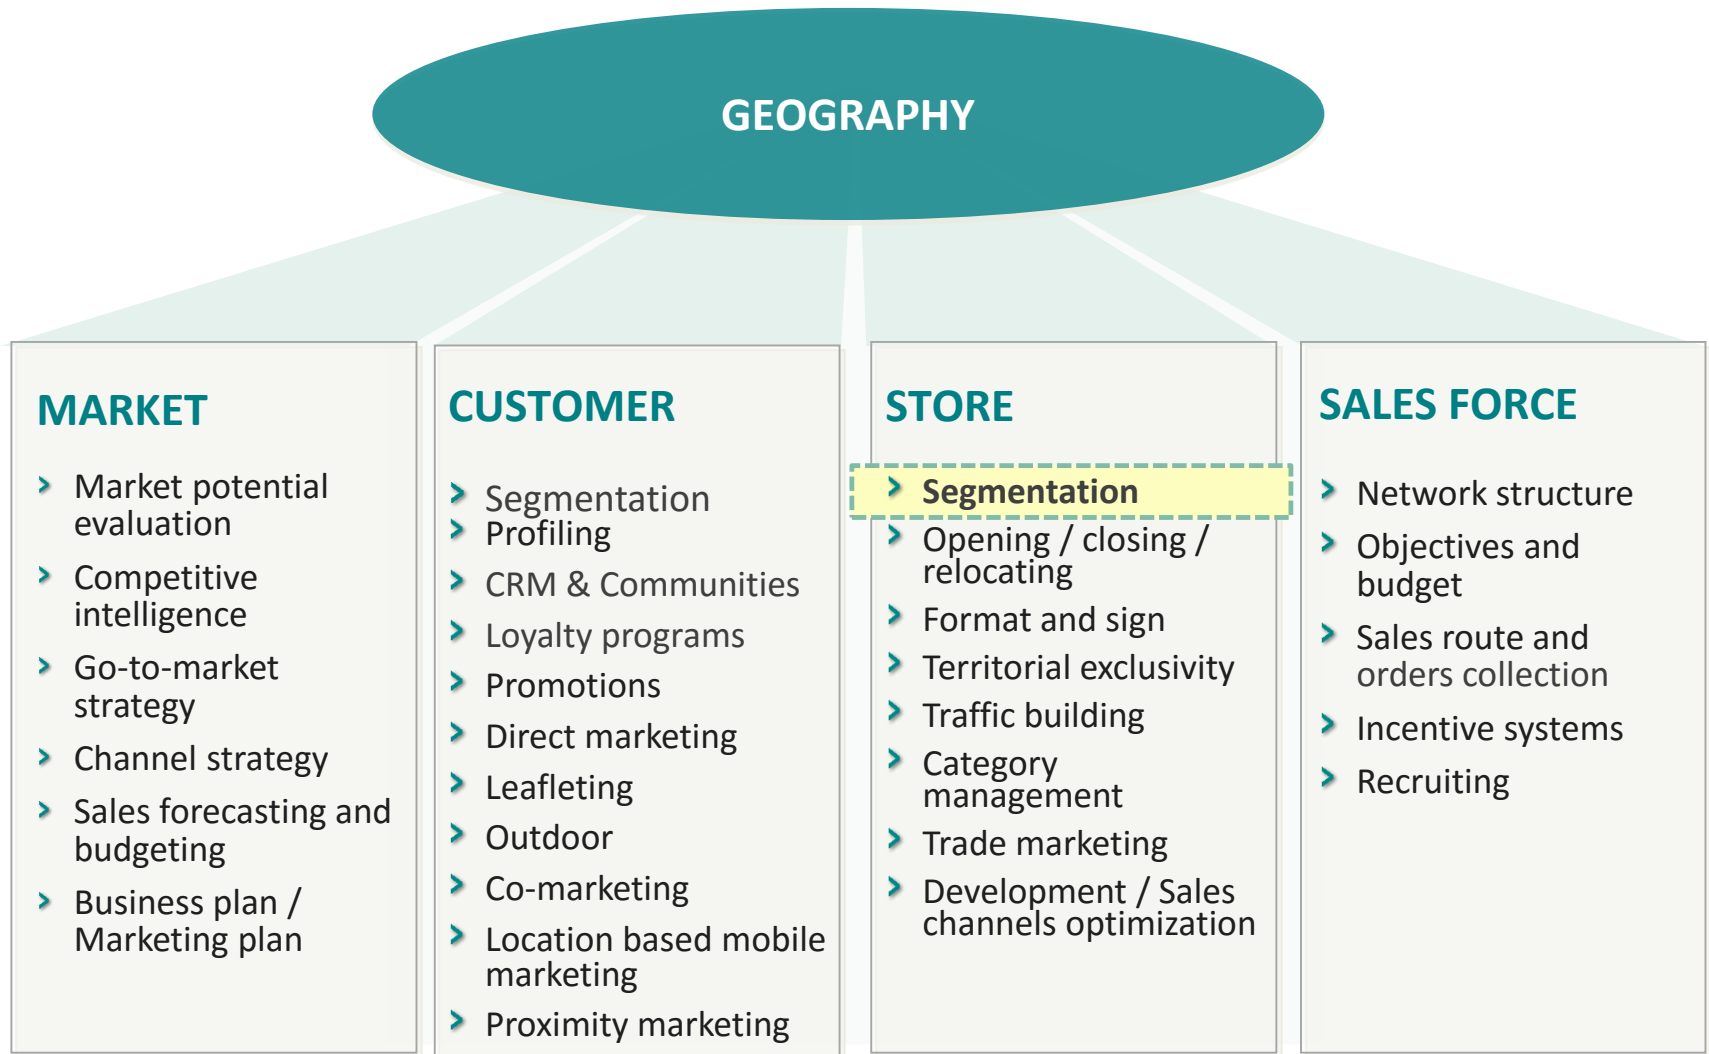 GEOGRAPHY
MARKET
Market potential
evaluation
Competitive
intelligence
Go-to-market
strategy
Channel strategy
Sales forecasting and
budgeting
Business plan /
Marketing plan
CUSTOMER
Segmentation
Profiling
CRM & Communities
Loyalty programs
Promotions
Direct marketing
Leafleting
Outdoor
Co-marketing
Location based mobile
marketing
Proximity marketing
STORE
Segmentation
Opening / closing /
relocating
Format and sign
Territorial exclusivity
Traffic building
Category
management
Trade marketing
Development / Sales
channels optimization
SALES FORCE
Network structure
Objectives and
budget
Sales route and
orders collection
Incentive systems
Recruiting